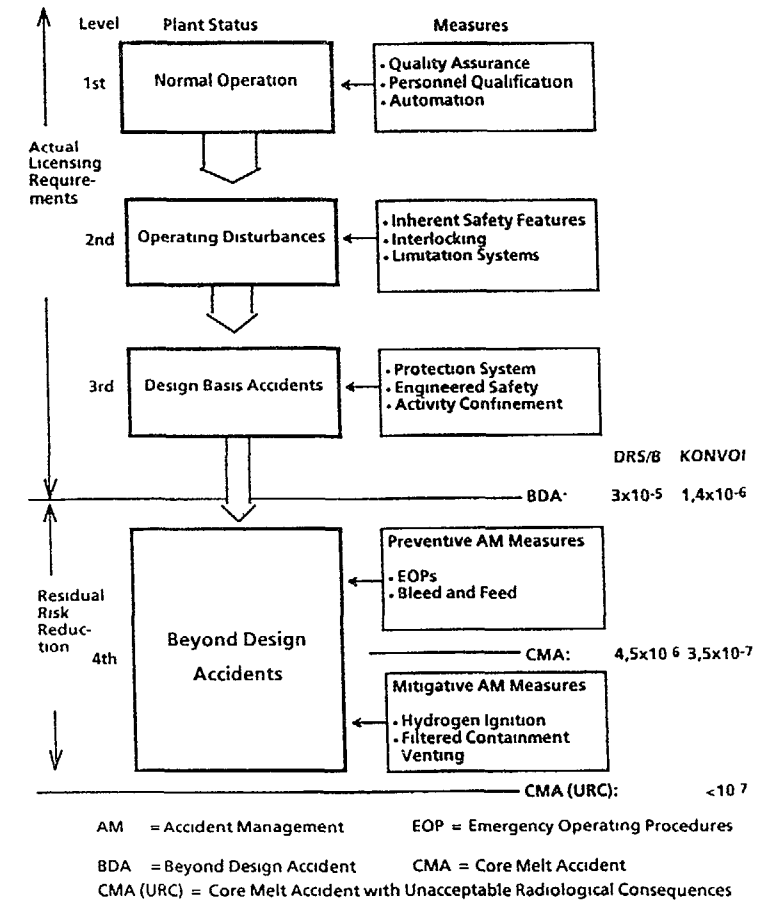 Level Plant Status Measures
1st Normal Operation
• Quality Assurance
• Personnel Qualification
• Automation
Actual
Licensing
Require-
ments
2nd Operating Disturbances
• Inherent Safety Features
• Interlocking
• Limitation Systems
3rd Design Basis Accidents
• Protection System
• Engineered Safety
• Activity Confinement
DRS/B KONVOI
BDA: 3x10-5 1,4x10-6
Residual
Risk
Reduc-
tion
4th
Beyond Design
Accidents
Preventive AM Measures
• EOPs
• Bleed and Feed
CMA: 4,5x10 6 3,5x10-7
Mitigative AM Measures
• Hydrogen Ignition
• Filtered Containment
Venting
CMA (URC): <10 7
AM = Accident Management EOP = Emergency Operating Procedures
BDA = Beyond Design Accident CMA = Core Melt Accident
CMA (URC) = Core Melt Accident with Unacceptable Radiological Consequences